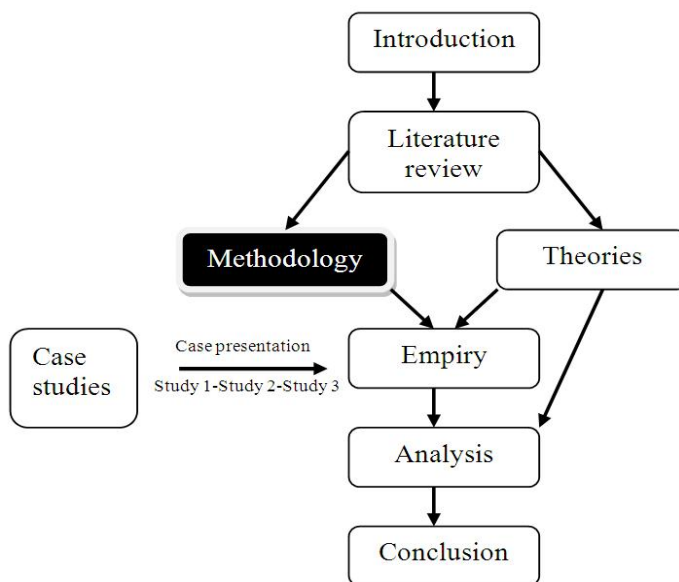 Introduction
Literature
review
Methodology
Theories
Case
studies
Case presentation
Study 1-Study 2-Study 3
Empiry
Analysis
Conclusion